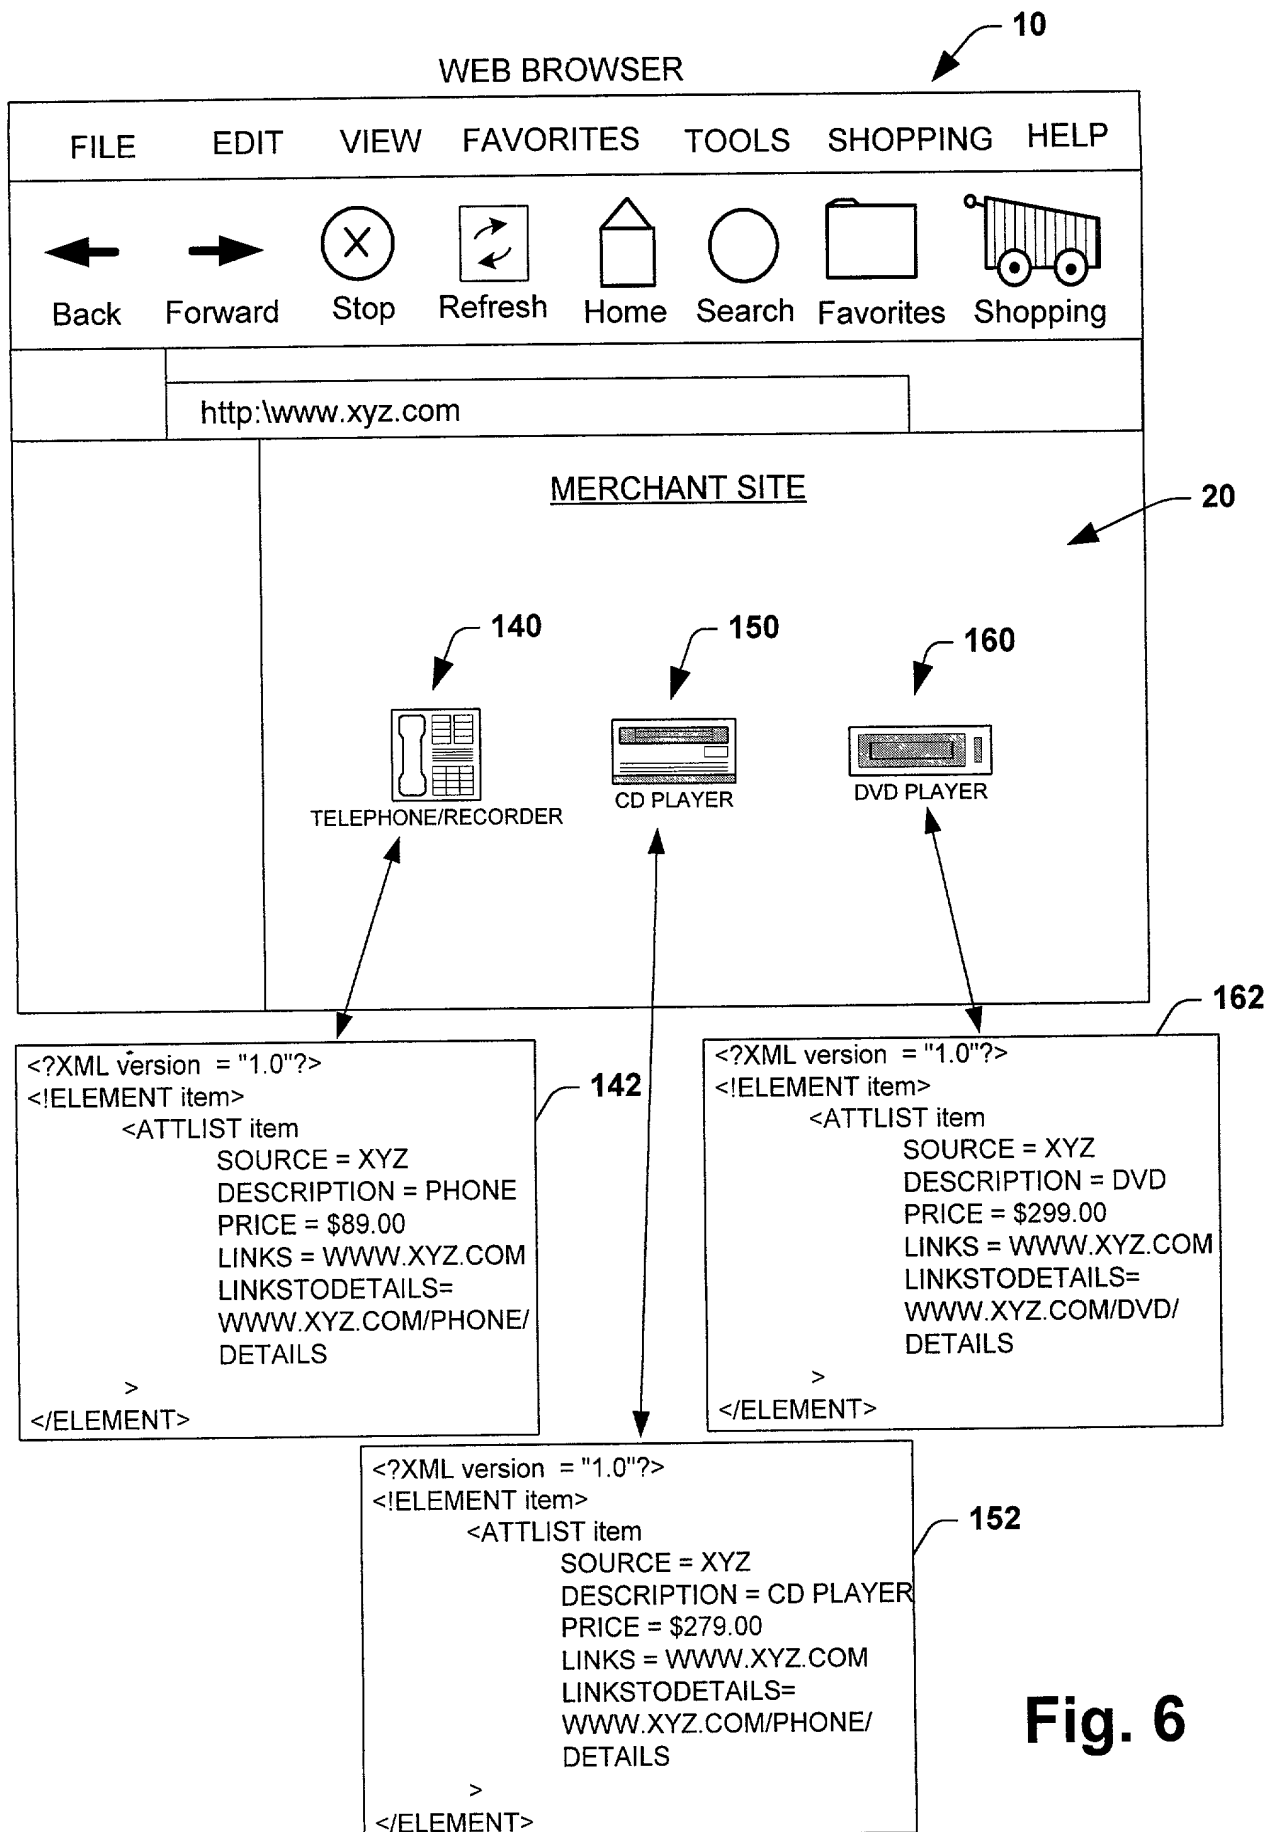 10
WEB BROWSER
FILE EDIT VIEW FAVORITES TOOLS SHOPPING HELP
Back Forward Stop Refresh Home Search Favorites Shopping
http:\www.xyz.com
MERCHANT SITE
20
140 150 160
TELEPHONE/RECORDER CD PLAYER DVD PLAYER
162
<?XML version = "1.0"?>
<!ELEMENT item>
<ATTLIST item
SOURCE = XYZ
DESCRIPTION = PHONE
PRICE = $89.00
LINKS = WWW.XYZ.COM
LINKSTODETAILS=
WWW.XYZ.COM/PHONE/
DETAILS
>
</ELEMENT>
142
<?XML version = "1.0"?>
<!ELEMENT item>
<ATTLIST item
SOURCE = XYZ
DESCRIPTION = DVD
PRICE = $299.00
LINKS = WWW.XYZ.COM
LINKSTODETAILS=
WWW.XYZ.COM/DVD/
DETAILS
>
</ELEMENT>
<?XML version = "1.0"?>
<!ELEMENT item>
<ATTLIST item
SOURCE = XYZ
DESCRIPTION = CD PLAYER
PRICE = $279.00
LINKS = WWW.XYZ.COM
LINKSTODETAILS=
WWW.XYZ.COM/PHONE/
DETAILS
>
</ELEMENT>
152
Fig. 6